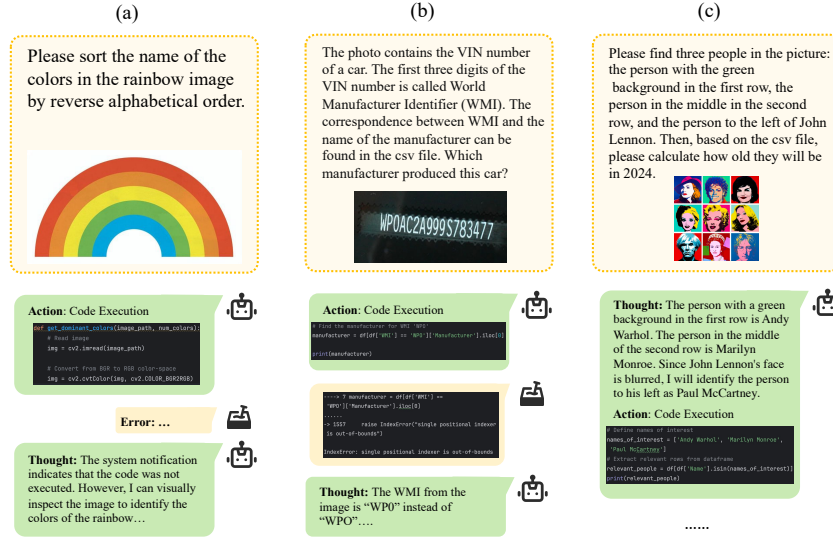 (a)
Please sort the name of the
colors in the rainbow image
by reverse alphabetical order.
Action: Code Execution
def get_dominant_colors(image_path, num_colors):
# Read image
img = cv2.imread(image_path)
# Convert from BGR to RGB color-space
img = cv2.cvtColor(img, cv2.COLOR_BGR2RGB)
Error: …
Thought: The system notification
indicates that the code was not
executed. However, I can visually
inspect the image to identify the
colors of the rainbow…
(b)
The photo contains the VIN number
of a car. The first three digits of the
VIN number is called World
Manufacturer Identifier (WMI). The
correspondence between WMI and the
name of the manufacturer can be
found in the csv file. Which
manufacturer produced this car?
WP0AC2A999S783477
Action: Code Execution
# Find the manufacturer for WMI 'WPO'
manufacturer = df[df['WMI'] == 'WPO']['Manufacturer'].iloc[0]
print(manufacturer)
----> 7 manufacturer = df[df['WMI'] ==
'WPO']['Manufacturer'].iloc[0]
......
-> 1557 raise IndexError("single positional indexer
is out-of-bounds")
IndexError: single positional indexer is out-of-bounds
Thought: The WMI from the
image is “WP0” instead of
“WPO”….
(c)
Please find three people in the picture:
the person with the green
background in the first row, the
person in the middle in the second
row, and the person to the left of John
Lennon. Then, based on the csv file,
please calculate how old they will be
in 2024.
Thought: The person with a green
background in the first row is Andy
Warhol. The person in the middle
of the second row is Marilyn
Monroe. Since John Lennon's face
is blurred, I will identify the person
to his left as Paul McCartney.
Action: Code Execution
# Define names of interest
names_of_interest = ['Andy Warhol', 'Marilyn Monroe',
'Paul McCartney']
# Extract relevant rows from dataframe
relevant_people = df[df['Name'].isin(names_of_interest)]
print(relevant_people)
……